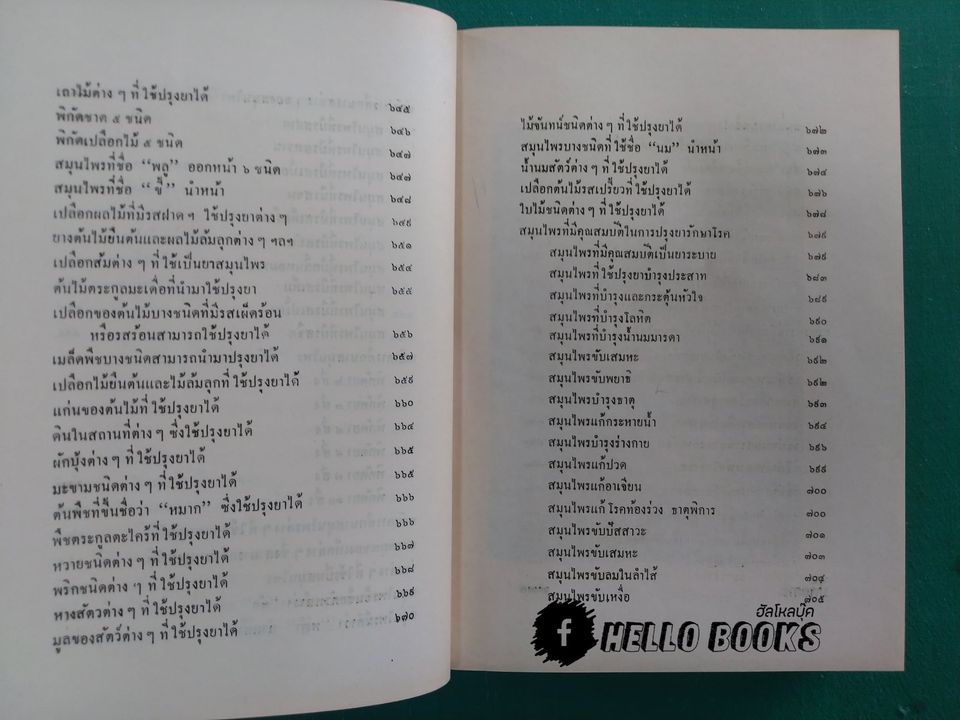 เถาไม้ต่าง ๆ ที่ใช้ปรุงยาได้ ๖๔๕
พิกัดชาด ๕ ชนิด ๖๔๖
พิกัดเปลือกไม้ ๕ ชนิด ๖๔๗
สมุนไพรที่ชื่อ “พลู” ออกหน้า ๖ ชนิด ๖๔๗
สมุนไพรที่ชื่อ “ขี้” นำหน้า ๖๔๘
เปลือกผลไม้ที่มีรสฝาดฯ ใช้ปรุงยาต่าง ๆ ๖๔๙
ยางต้นไม้ยืนต้นและผลไม้ล้มลุกต่าง ๆ ฯลฯ ๖๕๑
เปลือกส้มต่าง ๆ ที่ใช้เป็นยาสมุนไพร ๖๕๔
ต้นไม้ตระกูลมะเดื่อที่นำมาใช้ปรุงยา ๖๕๕
เปลือกของต้นไม้บางชนิดที่มีรสเผ็ดร้อน
หรือรสร้อนสามารถใช้ปรุงยาได้ ๖๕๖
เมล็ดพืชบางชนิดสามารถนำมาปรุงยาได้ ๖๕๗
เปลือกไม้ยืนต้นและไม้ล้มลุกที่ใช้ปรุงยาได้ ๖๕๙
แก่นของต้นไม้ที่ใช้ปรุงยาได้ ๖๖๐
ดินในสถานที่ต่าง ๆ ซึ่งใช้ปรุงยาได้ ๖๖๔
ผักบุ้งต่าง ๆ ที่ใช้ปรุงยาได้ ๖๖๕
มะขามชนิดต่าง ๆ ที่ใช้ปรุงยาได้ ๖๖๕
ต้นพืชที่ขึ้นชื่อว่า “หมาก” ซึ่งใช้ปรุงยาได้ ๖๖๖
พืชตระกูลตะไคร้ที่ใช้ปรุงยาได้ ๖๖๖
หวายชนิดต่าง ๆ ที่ใช้ปรุงยาได้ ๖๖๗
พริกชนิดต่าง ๆ ที่ใช้ปรุงยาได้ ๖๖๘
หางสัตว์ต่าง ๆ ที่ใช้ปรุงยาได้ ๖๖๙
มูลของสัตว์ต่าง ๆ ที่ใช้ปรุงยาได้ ๖๗๐
ไม้จันทน์ชนิดต่าง ๆ ที่ใช้ปรุงยาได้ ๖๗๒
สมุนไพรบางชนิดที่ใช้ชื่อ “นม” นำหน้า ๖๗๓
น้ำนมสัตว์ต่าง ๆ ที่ใช้ปรุงยาได้ ๖๗๔
เปลือกต้นไม้รสเปรี้ยวที่ใช้ปรุงยาได้ ๖๗๖
ใบไม้ชนิดต่าง ๆ ที่ใช้ปรุงยาได้ ๖๗๘
สมุนไพรที่มีคุณสมบัติในการปรุงยารักษาโรค ๖๗๙
สมุนไพรที่มีคุณสมบัติเป็นยาระบาย ๖๗๙
สมุนไพรที่ใช้ปรุงยาบำรุงประสาท ๖๘๓
สมุนไพรที่บำรุงและกระตุ้นหัวใจ ๖๘๙
สมุนไพรที่บำรุงโลหิต ๖๙๐
สมุนไพรที่บำรุงน้ำนมมารดา ๖๙๑
สมุนไพรขับเสมหะ ๖๙๒
สมุนไพรขับพยาธิ ๖๙๒
สมุนไพรบำรุงธาตุ ๖๙๓
สมุนไพรแก้กระหายน้ำ ๖๙๔
สมุนไพรบำรุงร่างกาย ๖๙๖
สมุนไพรแก้ปวด ๖๙๙
สมุนไพรแก้อาเจียน ๗๐๐
สมุนไพรแก้โรคท้องร่วง ธาตุพิการ ๗๐๐
สมุนไพรขับปัสสาวะ ๗๐๑
สมุนไพรขับเสมหะ ๗๐๓
สมุนไพรขับลมในลำไส้ ๗๐๔
สมุนไพรขับเหงื่อ ๗๐๕
ฮัลโหลบุ๊ค
f HELLO BOOKS